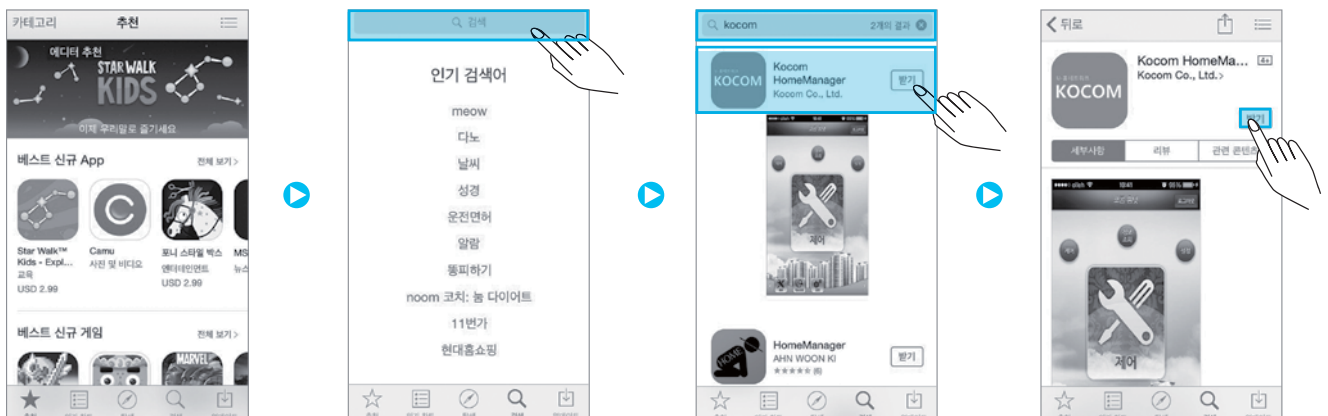 카테고리
추천
에디터 추천
STAR WALK
KIDS
이제 우리말로 즐기세요
베스트 신규 App
전체 보기 >
Star Walk™
Kids - Expl...
교육
USD 2.99
Camu
사진 및 비디오
포니 스타일 박스
엔터테인먼트
USD 2.99
MS
뉴스
베스트 신규 게임
전체 보기 >
MARVEL
검색
인기 검색어
meow
다노
날씨
성경
운전면허
알람
똥피하기
noom 코치: 눔 다이어트
11번가
현대홈쇼핑
kocom
2개의 결과
KOCOM
Kocom
HomeManager
Kocom Co., Ltd.
받기
제어
HOME
HomeManager
AHN WOON KI
★★★★★ (6)
받기
뒤로
KOCOM
Kocom HomeMa...
4+
Kocom Co., Ltd. >
받기
세부사항
리뷰
관련 콘텐츠
제어